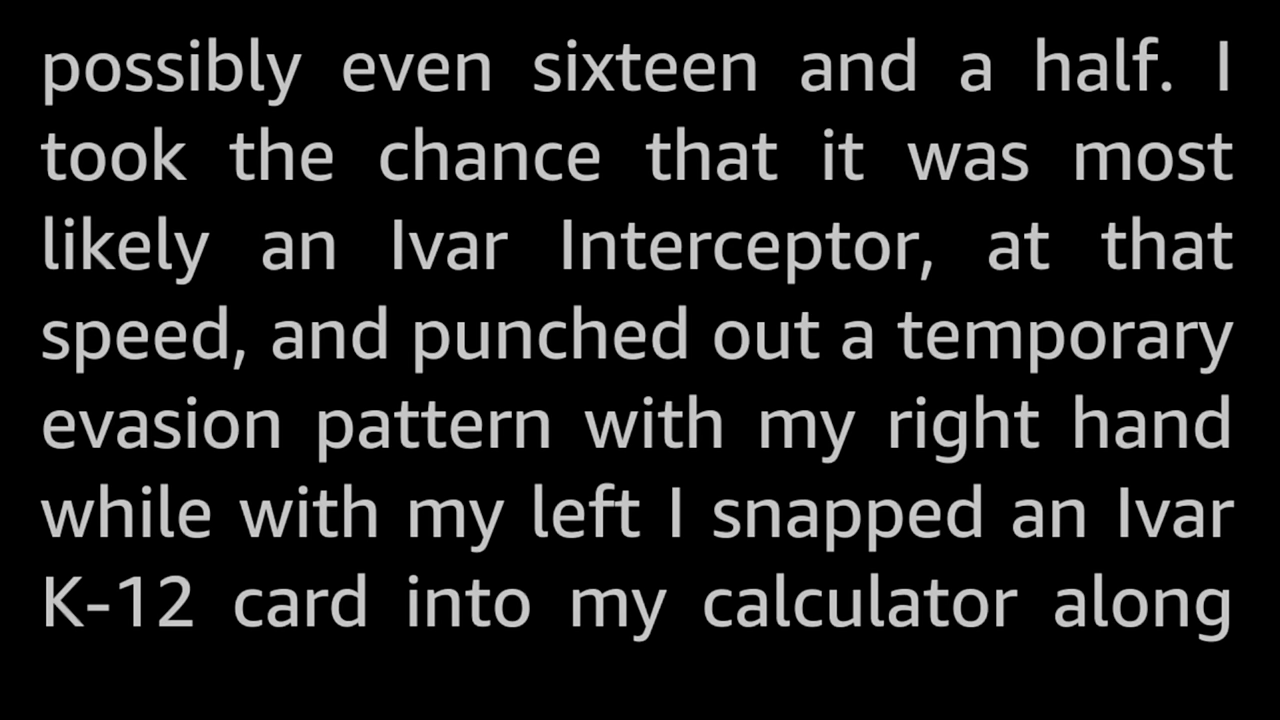 possibly even sixteen and a half. I
took the chance that it was most
likely an Ivar Interceptor, at that
speed, and punched out a temporary
evasion pattern with my right hand
while with my left I snapped an Ivar
K-12 card into my calculator along